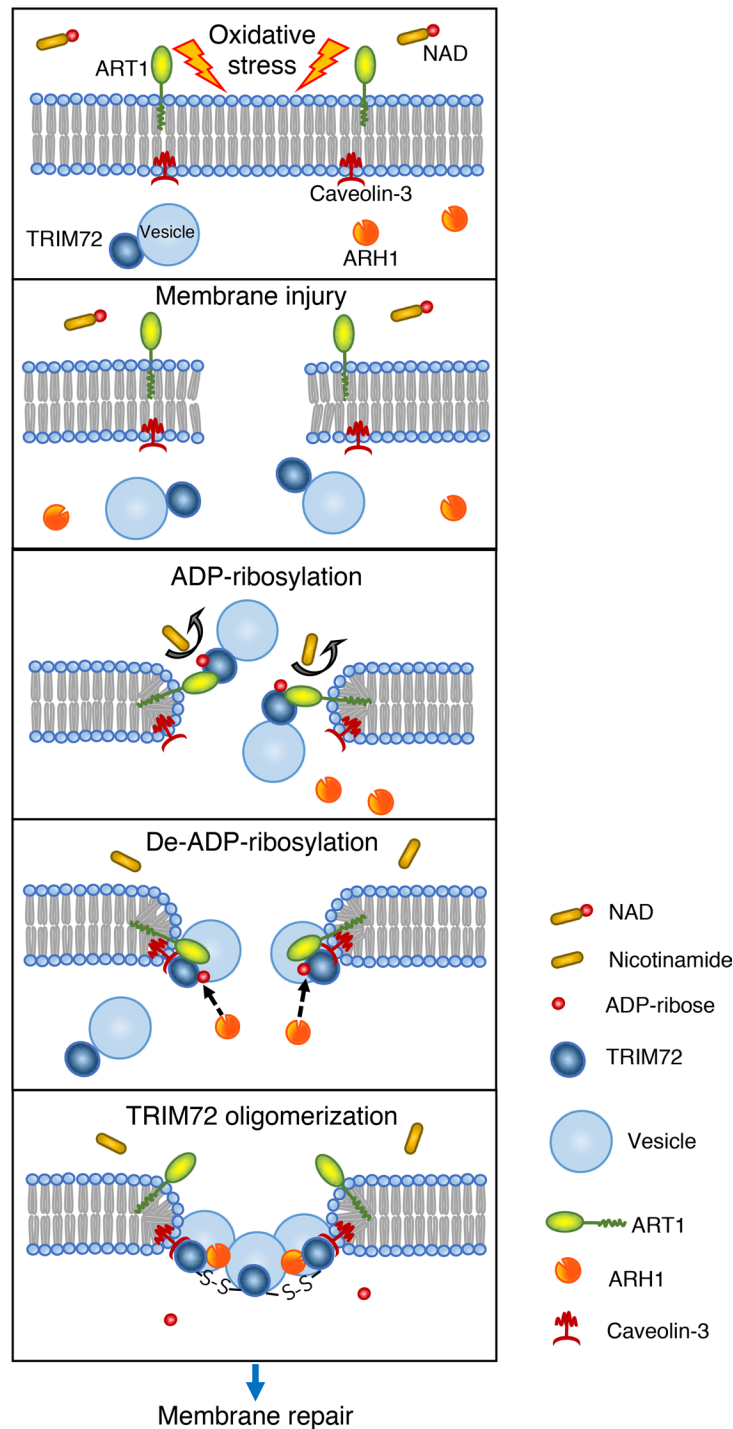 Oxidative
stress
NAD
ART1
Caveolin-3
Vesicle
TRIM72
ARH1
Membrane injury
ADP-ribosylation
De-ADP-ribosylation
NAD
Nicotinamide
ADP-ribose
TRIM72
Vesicle
ART1
ARH1
Caveolin-3
TRIM72 oligomerization
S-S
S-S
Membrane repair